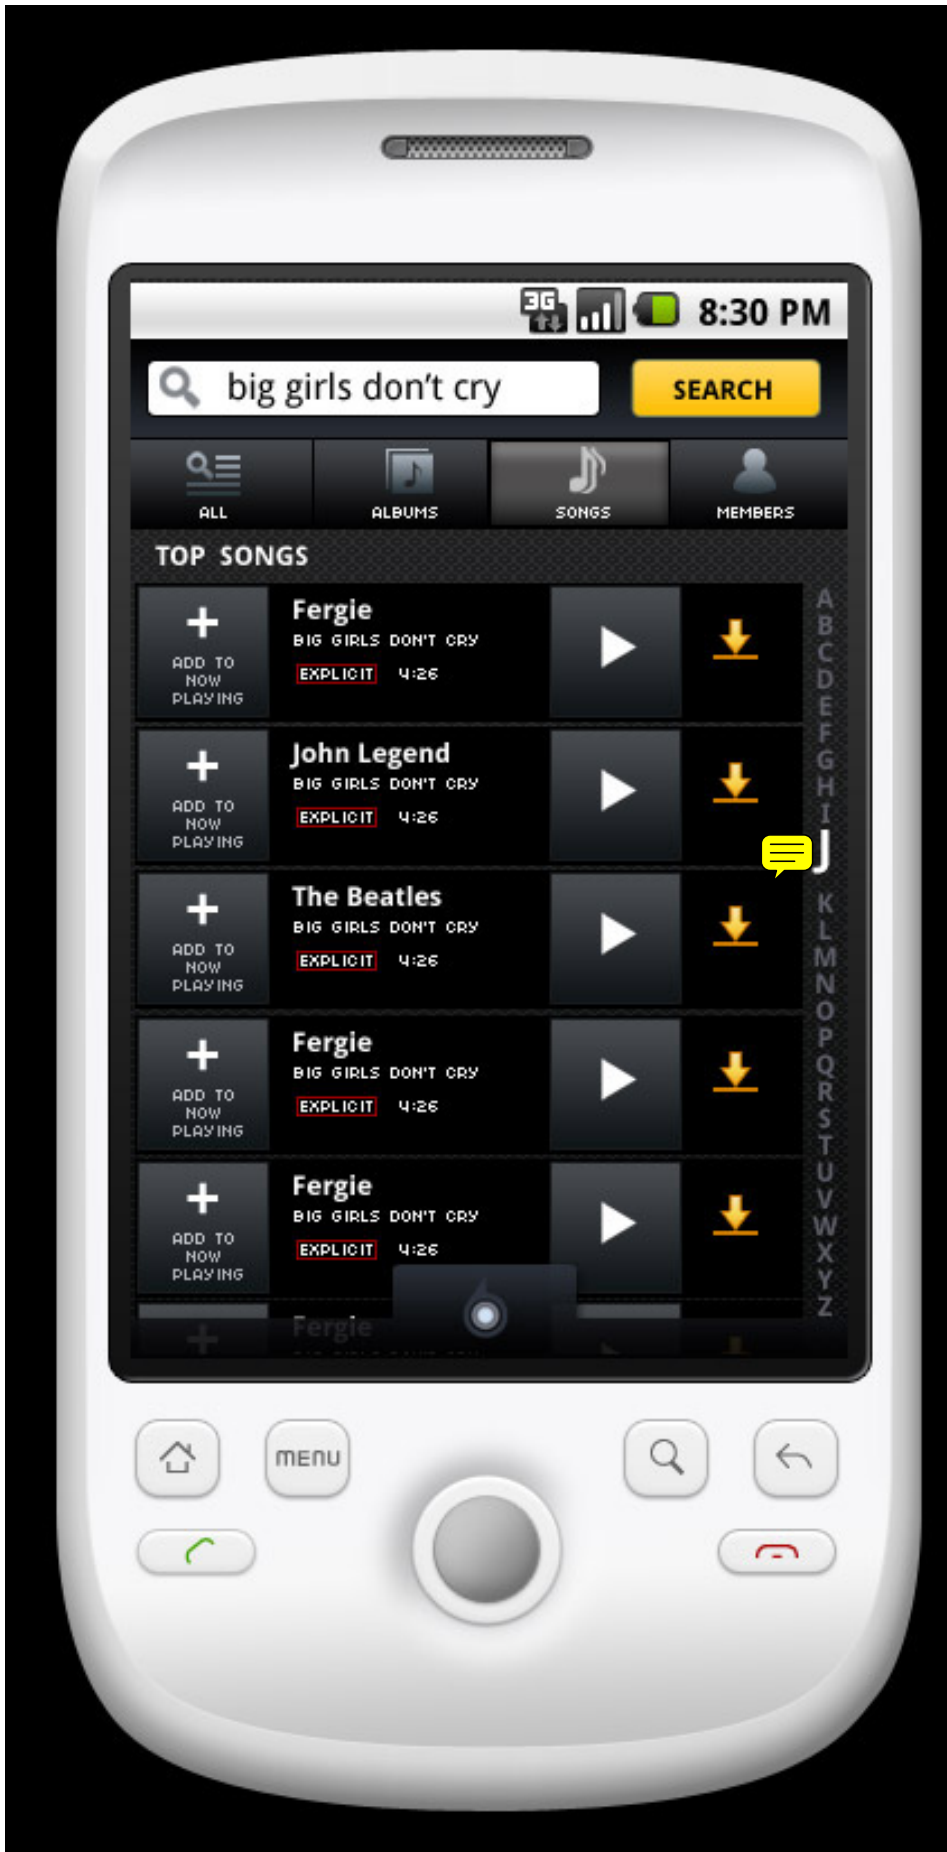 3G 8:30 PM
big girls don't cry
SEARCH
ALL ALBUMS SONGS MEMBERS
TOP SONGS
+
ADD TO
NOW
PLAYING
Fergie
BIG GIRLS DON'T CRY
EXPLICIT 4:26
+
ADD TO
NOW
PLAYING
John Legend
BIG GIRLS DON'T CRY
EXPLICIT 4:26
+
ADD TO
NOW
PLAYING
The Beatles
BIG GIRLS DON'T CRY
EXPLICIT 4:26
+
ADD TO
NOW
PLAYING
Fergie
BIG GIRLS DON'T CRY
EXPLICIT 4:26
+
ADD TO
NOW
PLAYING
Fergie
BIG GIRLS DON'T CRY
EXPLICIT 4:26
+
Fergie
A
B
C
D
E
F
G
H
I
J
K
L
M
N
O
P
Q
R
S
T
U
V
W
X
Y
Z
MENU